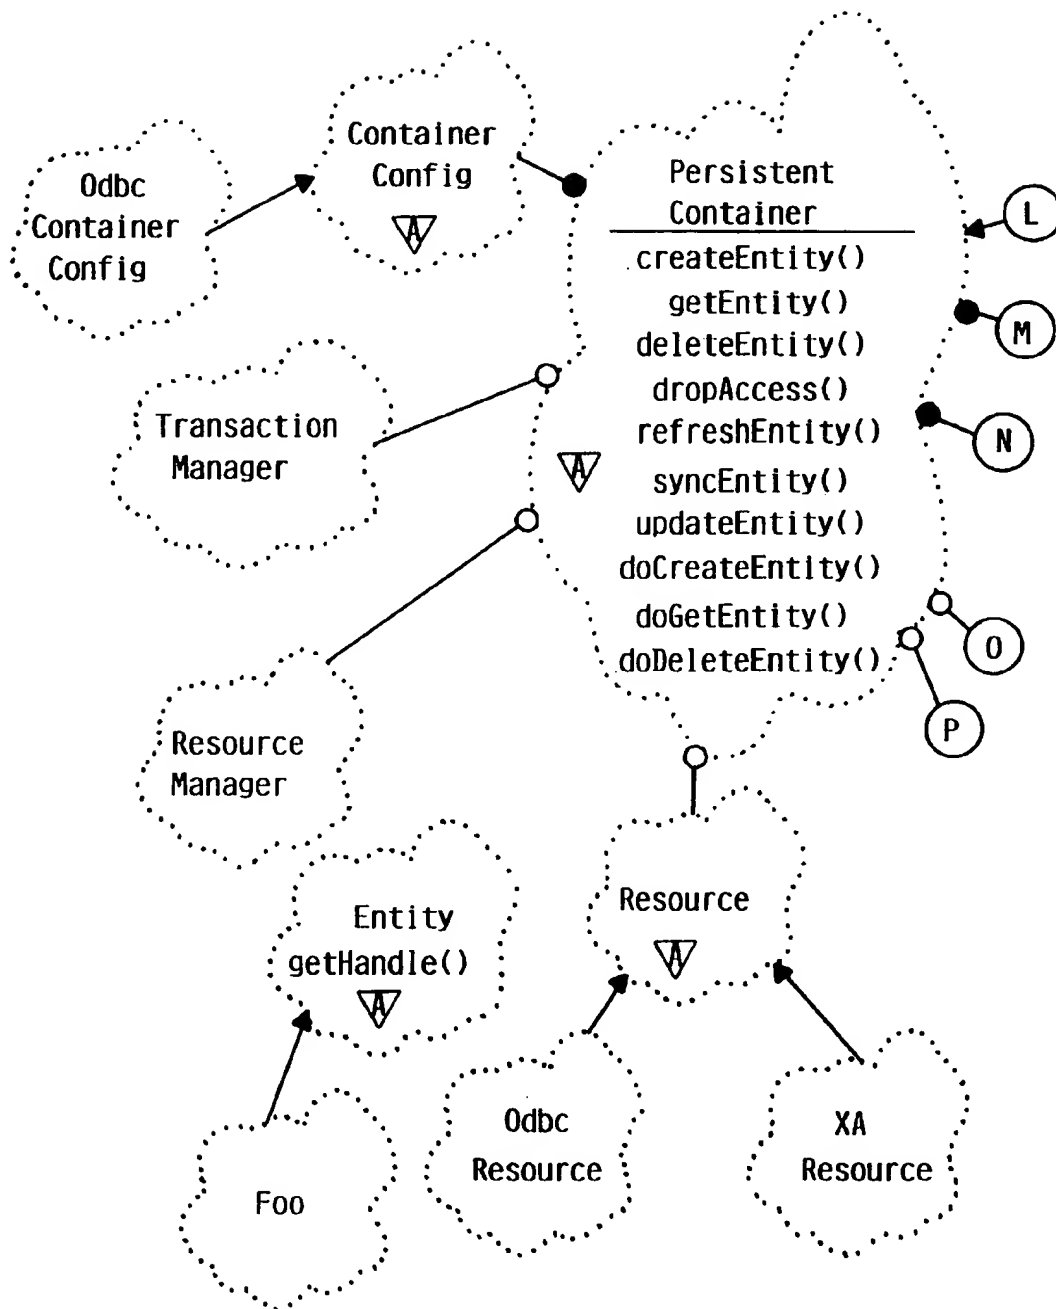 Container
Config
A
Odbc
Container
Config
Persistent
Container
createEntity()
getEntity()
deleteEntity()
dropAccess()
refreshEntity()
syncEntity()
updateEntity()
doCreateEntity()
doGetEntity()
doDeleteEntity()
A
L
M
N
O
P
Transaction
Manager
Resource
Manager
Entity
getHandle()
A
Resource
A
Foo
Odbc
Resource
XA
Resource